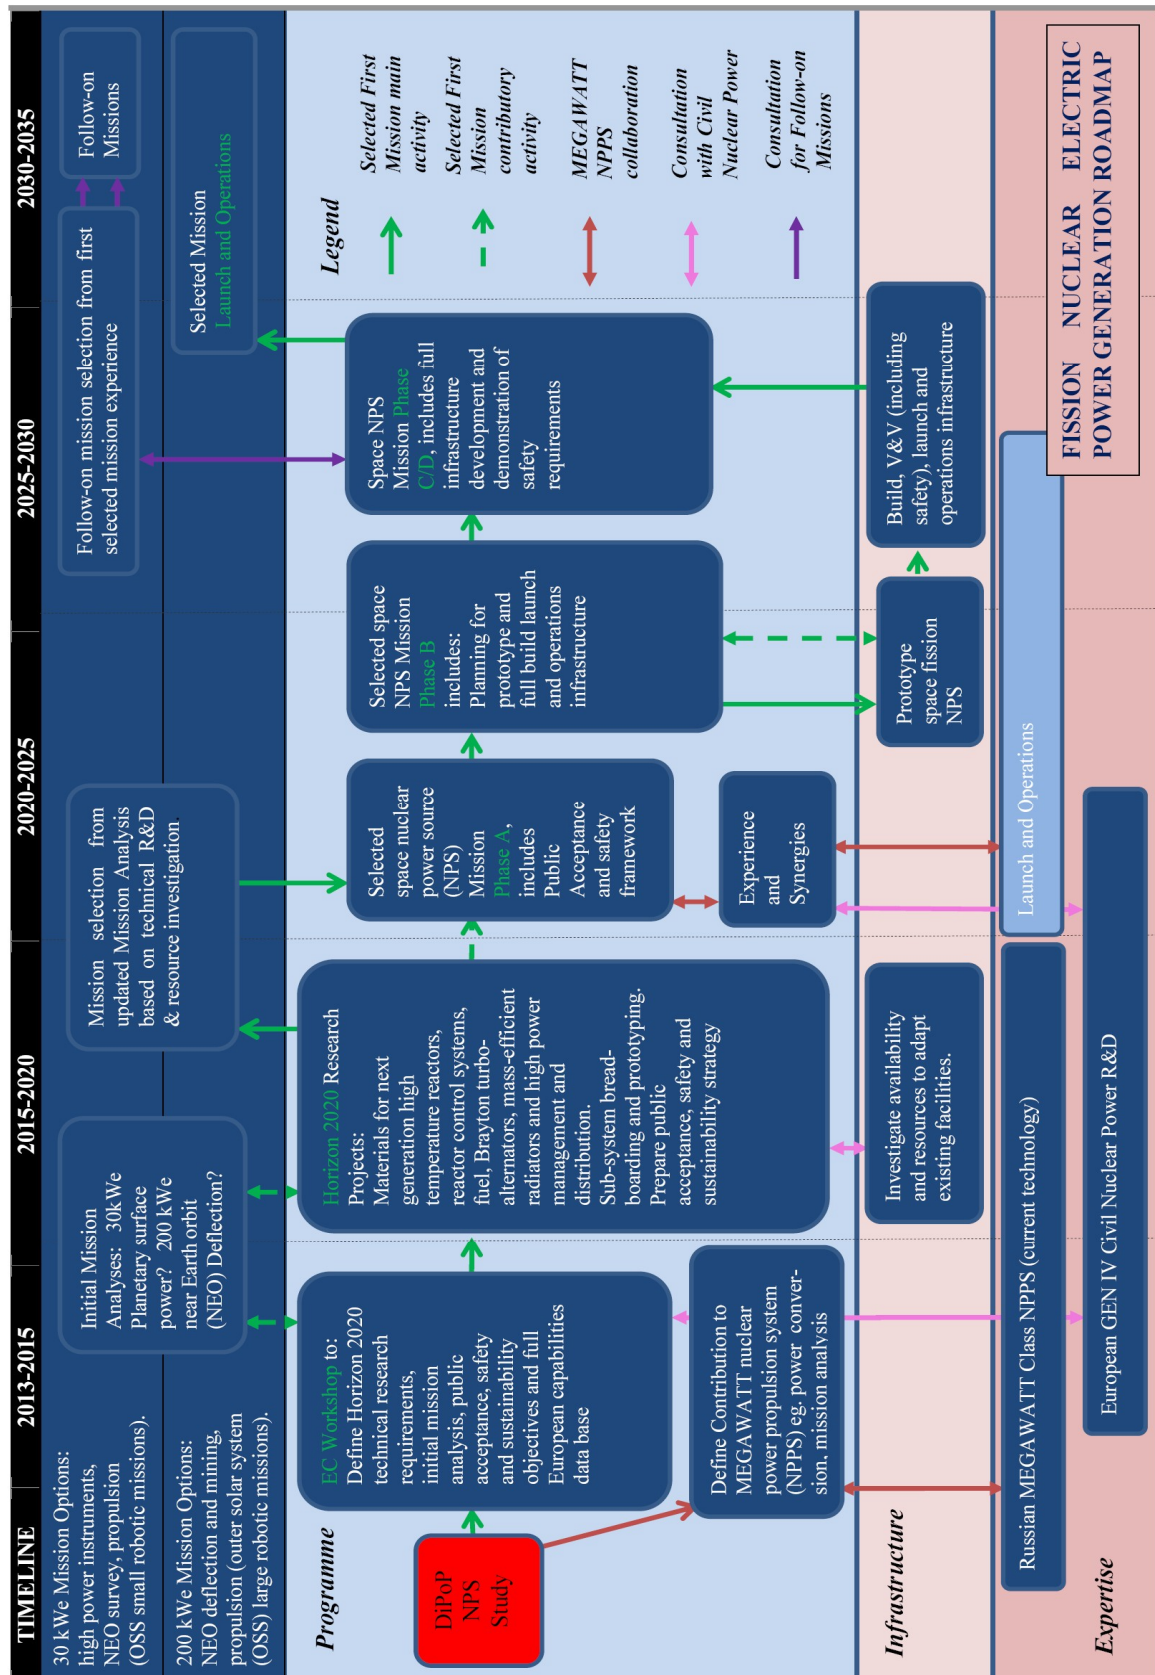 TIMELINE
2013-2015
2015-2020
2020-2025
2025-2030
2030-2035
30 kWe Mission Options:
high power instruments,
NEO survey, propulsion
(OSS small robotic missions).
200 kWe Mission Options:
NEO deflection and mining,
propulsion (outer solar system
(OSS) large robotic missions).
Initial Mission
Analyses: 30kWe
Planetary surface
power? 200 kWe
near Earth orbit
(NEO) Deflection?
Mission selection from
updated Mission Analysis
based on technical R&D
& resource investigation.
Follow-on mission selection from first
selected mission experience
Follow-on
Missions
Selected Mission
Launch and Operations
Programme
DiPoP
NPS
Study
EC Workshop to:
Define Horizon 2020
technical research
requirements,
initial mission
analysis, public
acceptance, safety
and sustainability
objectives and full
European capabilities
data base
Define Contribution to
MEGAWATT nuclear
power propulsion system
(NPPS) eg. power conver-
sion, mission analysis
Horizon 2020 Research
Projects:
Materials for next
generation high
temperature reactors,
reactor control systems,
fuel, Brayton turbo-
alternators, mass-efficient
radiators and high power
management and
distribution.
Sub-system bread-
boarding and prototyping.
Prepare public
acceptance, safety and
sustainability strategy
Selected
space nuclear
power source
(NPS)
Mission
Phase A,
includes
Public
Acceptance
and safety
framework
Experience
and
Synergies
Selected space
NPS Mission
Phase B
includes:
Planning for
prototype and
full build launch
and operations
infrastructure
Space NPS
Mission Phase
C/D, includes full
infrastructure
development and
demonstration of
safety
requirements
Legend
Selected First
Mission main
activity
Selected First
Mission
contributory
activity
MEGAWATT
NPPS
collaboration
Consultation
with Civil
Nuclear Power
Consultation
for Follow-on
Missions
Infrastructure
Investigate availability
and resources to adapt
existing facilities.
Prototype
space fission
NPS
Build, V&V (including
safety), launch and
operations infrastructure
Expertise
Russian MEGAWATT Class NPPS (current technology)
Launch and Operations
European GEN IV Civil Nuclear Power R&D
FISSION NUCLEAR ELECTRIC
POWER GENERATION ROADMAP